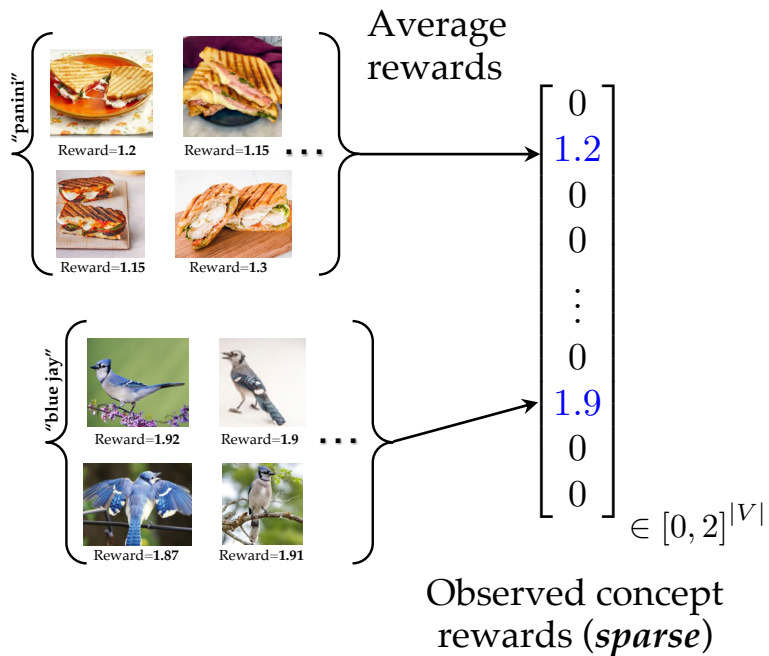 Average
rewards
“panini”
Reward=1.2
Reward=1.15
...
Reward=1.15
Reward=1.3
“blue jay”
Reward=1.92
Reward=1.9
...
Reward=1.87
Reward=1.91
0
1.2
0
0
⋮
0
1.9
0
0
∈ [0, 2]^|V|
Observed concept
rewards (sparse)